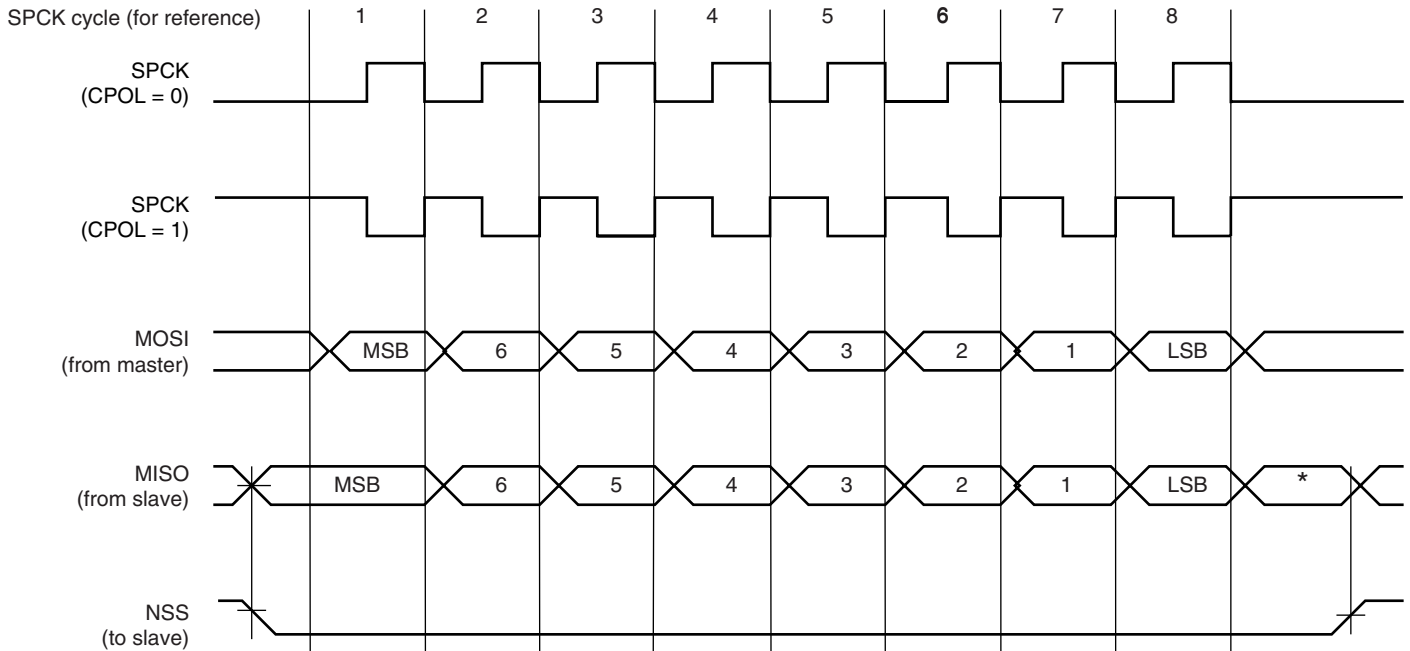 SPCK cycle (for reference) 1 2 3 4 5 6 7 8
SPCK
(CPOL = 0)
SPCK
(CPOL = 1)
MOSI
(from master)
MSB 6 5 4 3 2 1 LSB
MISO
(from slave)
MSB 6 5 4 3 2 1 LSB *
NSS
(to slave)